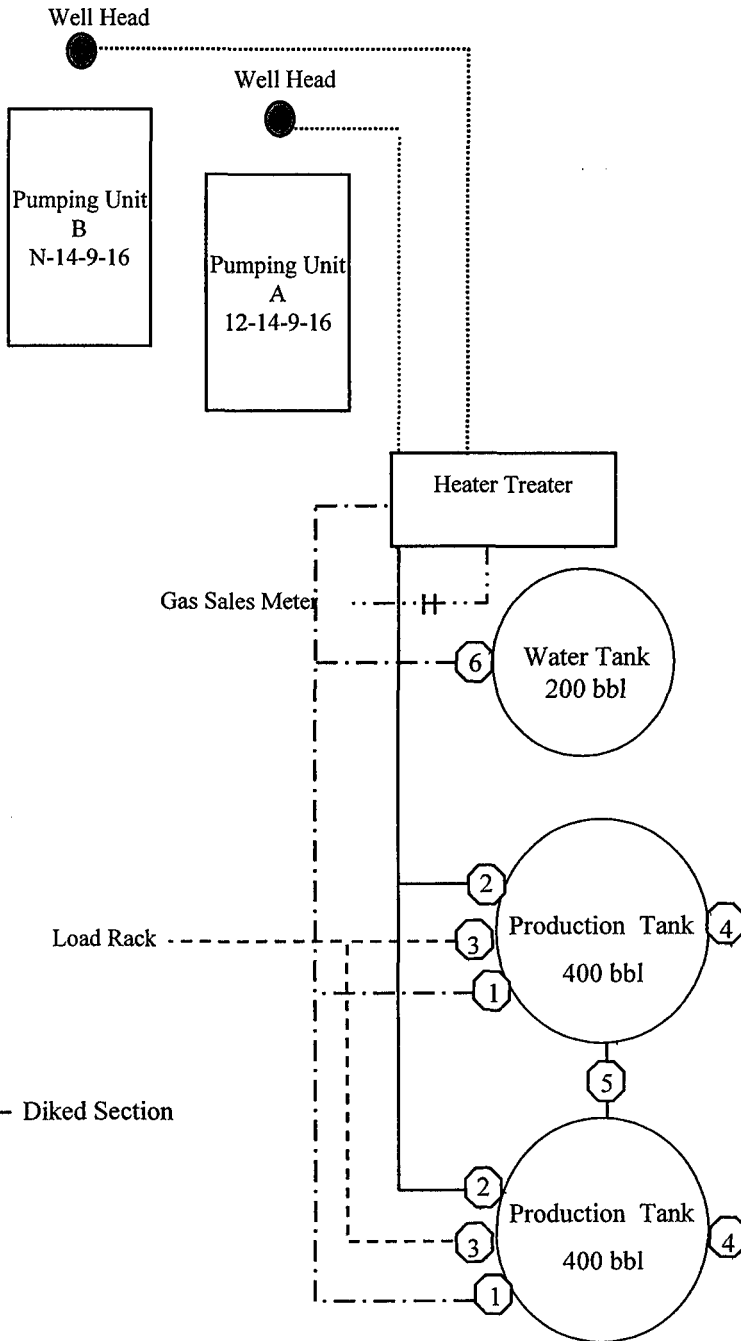 Well Head
Well Head
Pumping Unit
B
N-14-9-16
Pumping Unit
A
12-14-9-16
Heater Treater
Gas Sales Meter
6
Water Tank
200 bbl
2
Load Rack
3
Production Tank
4
400 bbl
1
5
Diked Section
2
Production Tank
3
4
400 bbl
1